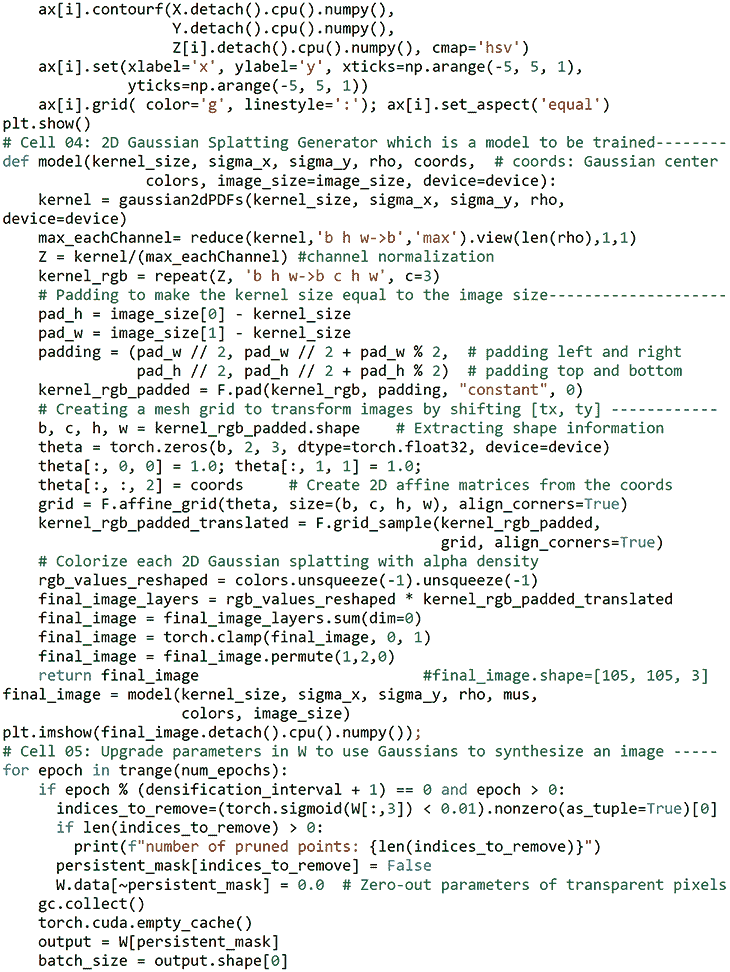 ax[i].contourf(X.detach().cpu().numpy(),
Y.detach().cpu().numpy(),
Z[i].detach().cpu().numpy(), cmap='hsv')
ax[i].set(xlabel='x', ylabel='y', xticks=np.arange(-5, 5, 1),
yticks=np.arange(-5, 5, 1))
ax[i].grid( color='g', linestyle=':'); ax[i].set_aspect('equal')
plt.show()
# Cell 04: 2D Gaussian Splatting Generator which is a model to be trained--------
def model(kernel_size, sigma_x, sigma_y, rho, coords,  # coords: Gaussian center
colors, image_size=image_size, device=device):
kernel = gaussian2dPDFs(kernel_size, sigma_x, sigma_y, rho,
device=device)
max_eachChannel= reduce(kernel,'b h w->b','max').view(len(rho),1,1)
Z = kernel/(max_eachChannel) #channel normalization
kernel_rgb = repeat(Z, 'b h w->b c h w', c=3)
# Padding to make the kernel size equal to the image size--------------------
pad_h = image_size[0] - kernel_size
pad_w = image_size[1] - kernel_size
padding = (pad_w // 2, pad_w // 2 + pad_w % 2,  # padding left and right
pad_h // 2, pad_h // 2 + pad_h % 2)  # padding top and bottom
kernel_rgb_padded = F.pad(kernel_rgb, padding, "constant", 0)
# Creating a mesh grid to transform images by shifting [tx, ty] ------------
b, c, h, w = kernel_rgb_padded.shape    # Extracting shape information
theta = torch.zeros(b, 2, 3, dtype=torch.float32, device=device)
theta[:, 0, 0] = 1.0; theta[:, 1, 1] = 1.0;
theta[:, :, 2] = coords     # Create 2D affine matrices from the coords
grid = F.affine_grid(theta, size=(b, c, h, w), align_corners=True)
kernel_rgb_padded_translated = F.grid_sample(kernel_rgb_padded,
grid, align_corners=True)
# Colorize each 2D Gaussian splatting with alpha density
rgb_values_reshaped = colors.unsqueeze(-1).unsqueeze(-1)
final_image_layers = rgb_values_reshaped * kernel_rgb_padded_translated
final_image = final_image_layers.sum(dim=0)
final_image = torch.clamp(final_image, 0, 1)
final_image = final_image.permute(1,2,0)
return final_image                         #final_image.shape=[105, 105, 3]
final_image = model(kernel_size, sigma_x, sigma_y, rho, mus,
colors, image_size)
plt.imshow(final_image.detach().cpu().numpy());
# Cell 05: Upgrade parameters in W to use Gaussians to synthesize an image -----
for epoch in trange(num_epochs):
if epoch % (densification_interval + 1) == 0 and epoch > 0:
indices_to_remove=(torch.sigmoid(W[:,3]) < 0.01).nonzero(as_tuple=True)[0]
if len(indices_to_remove) > 0:
print(f"number of pruned points: {len(indices_to_remove)}")
persistent_mask[indices_to_remove] = False
W.data[~persistent_mask] = 0.0  # Zero-out parameters of transparent pixels
gc.collect()
torch.cuda.empty_cache()
output = W[persistent_mask]
batch_size = output.shape[0]